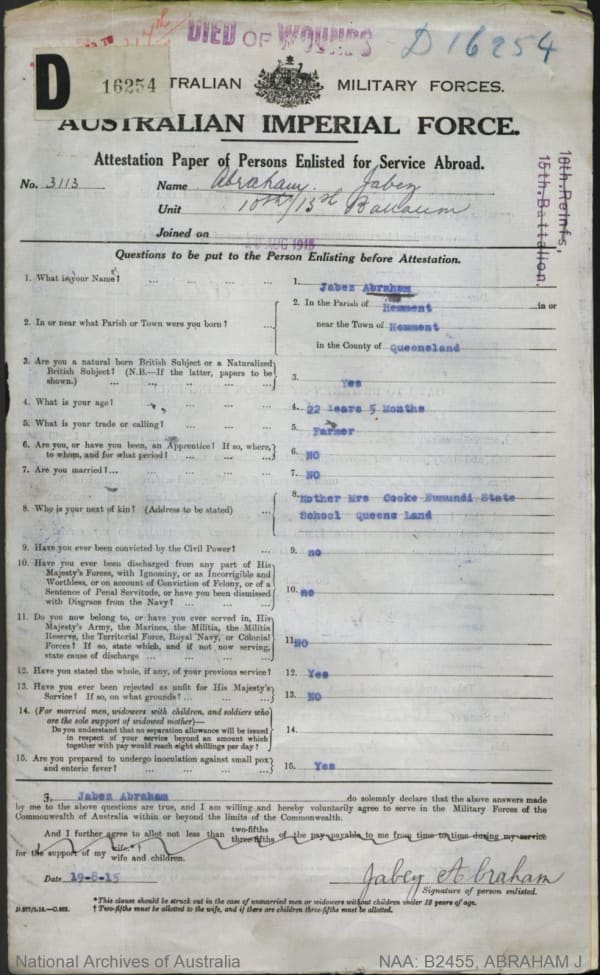 DIED OF WOUNDS D 16254
D 16254 TRALIAN MILITARY FORCES.
AUSTRALIAN IMPERIAL FORCE.
Attestation Paper of Persons Enlisted for Service Abroad.
No. 3113 Name Abraham. Jabez
Unit 10th/15th Battalion
Joined on
AUG 1915
10th. Reinfs,
15th. Battalion.
Questions to be put to the Person Enlisting before Attestation.
1. What is your Name? ... ... ... ... 1. Jabez Abraham
2. In or near what Parish or Town were you born? ... 2. In the Parish of Hemment in or
near the Town of Hemment
in the County of Queensland
3. Are you a natural born British Subject or a Naturalized
British Subject? (N.B.—If the latter, papers to be
shown.) ... ... ... ... 3. Yes
4. What is your age? ... ... ... 4. 22 Years 5 Months
5. What is your trade or calling? ... ... ... 5. Farmer
6. Are you, or have you been, an Apprentice? If so, where,
to whom, and for what period? ... ... ... 6. NO
7. Are you married?... ... ... ... ... 7. NO
8. Who is your next of kin? (Address to be stated) ... 8. Mother Mrs Cooke Eumundi State
School Queens Land
9. Have you ever been convicted by the Civil Power? ... 9. no
10. Have you ever been discharged from any part of His
Majesty's Forces, with Ignominy, or as Incorrigible and
Worthless, or on account of Conviction of Felony, or of a
Sentence of Penal Servitude, or have you been dismissed
with Disgrace from the Navy? ... ... ... 10. no
11. Do you now belong to, or have you ever served in, His
Majesty's Army, the Marines, the Militia, the Militia
Reserve, the Territorial Force, Royal Navy, or Colonial
Forces? If so, state which, and if not now serving,
state cause of discharge ... ... ... ... 11 NO
12. Have you stated the whole, if any, of your previous service? 12. Yes
13. Have you ever been rejected as unfit for His Majesty's
Service? If so, on what grounds? ... ... ... 13. NO
14. (For married men, widowers with children, and soldiers who
are the sole support of widowed mother)—
Do you understand that no separation allowance will be issued
in respect of your service beyond an amount which
together with pay would reach eight shillings per day? 14.
15. Are you prepared to undergo inoculation against small pox
and enteric fever? ... ... ... 15. Yes
I, Jabez Abraham do solemnly declare that the above answers made
by me to the above questions are true, and I am willing and hereby voluntarily agree to serve in the Military Forces of the
Commonwealth of Australia within or beyond the limits of the Commonwealth.
And I further agree to allot not less than two-fifths three-fifths of the pay payable to me from time to time during my service
for the support of my wife.*†
wife and children.
Date 19-8-15 Jabez Abraham
Signature of person enlisted.
*This clause should be struck out in the case of unmarried men or widowers without children under 18 years of age.
† Two-fifths must be allotted to the wife, and if there are children three-fifths must be allotted.
National Archives of Australia NAA: B2455, ABRAHAM J